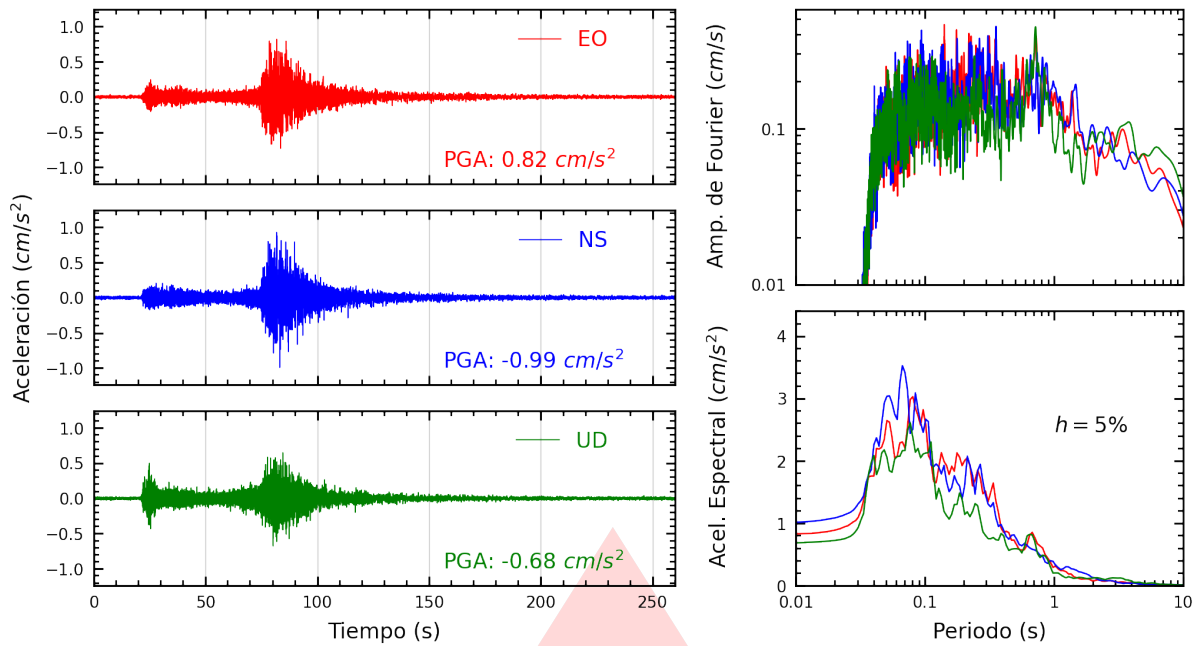 Aceleración (cm/s²)
1.0
0.5
0.0
−0.5
−1.0
EO
PGA: 0.82 cm/s²
1.0
0.5
0.0
−0.5
−1.0
NS
PGA: -0.99 cm/s²
1.0
0.5
0.0
−0.5
−1.0
UD
PGA: -0.68 cm/s²
0 50 100 150 200 250
Tiempo (s)
Amp. de Fourier (cm/s)
0.1
0.01
Acel. Espectral (cm/s²)
4
3
2
1
0
h = 5%
0.01 0.1 1 10
Periodo (s)